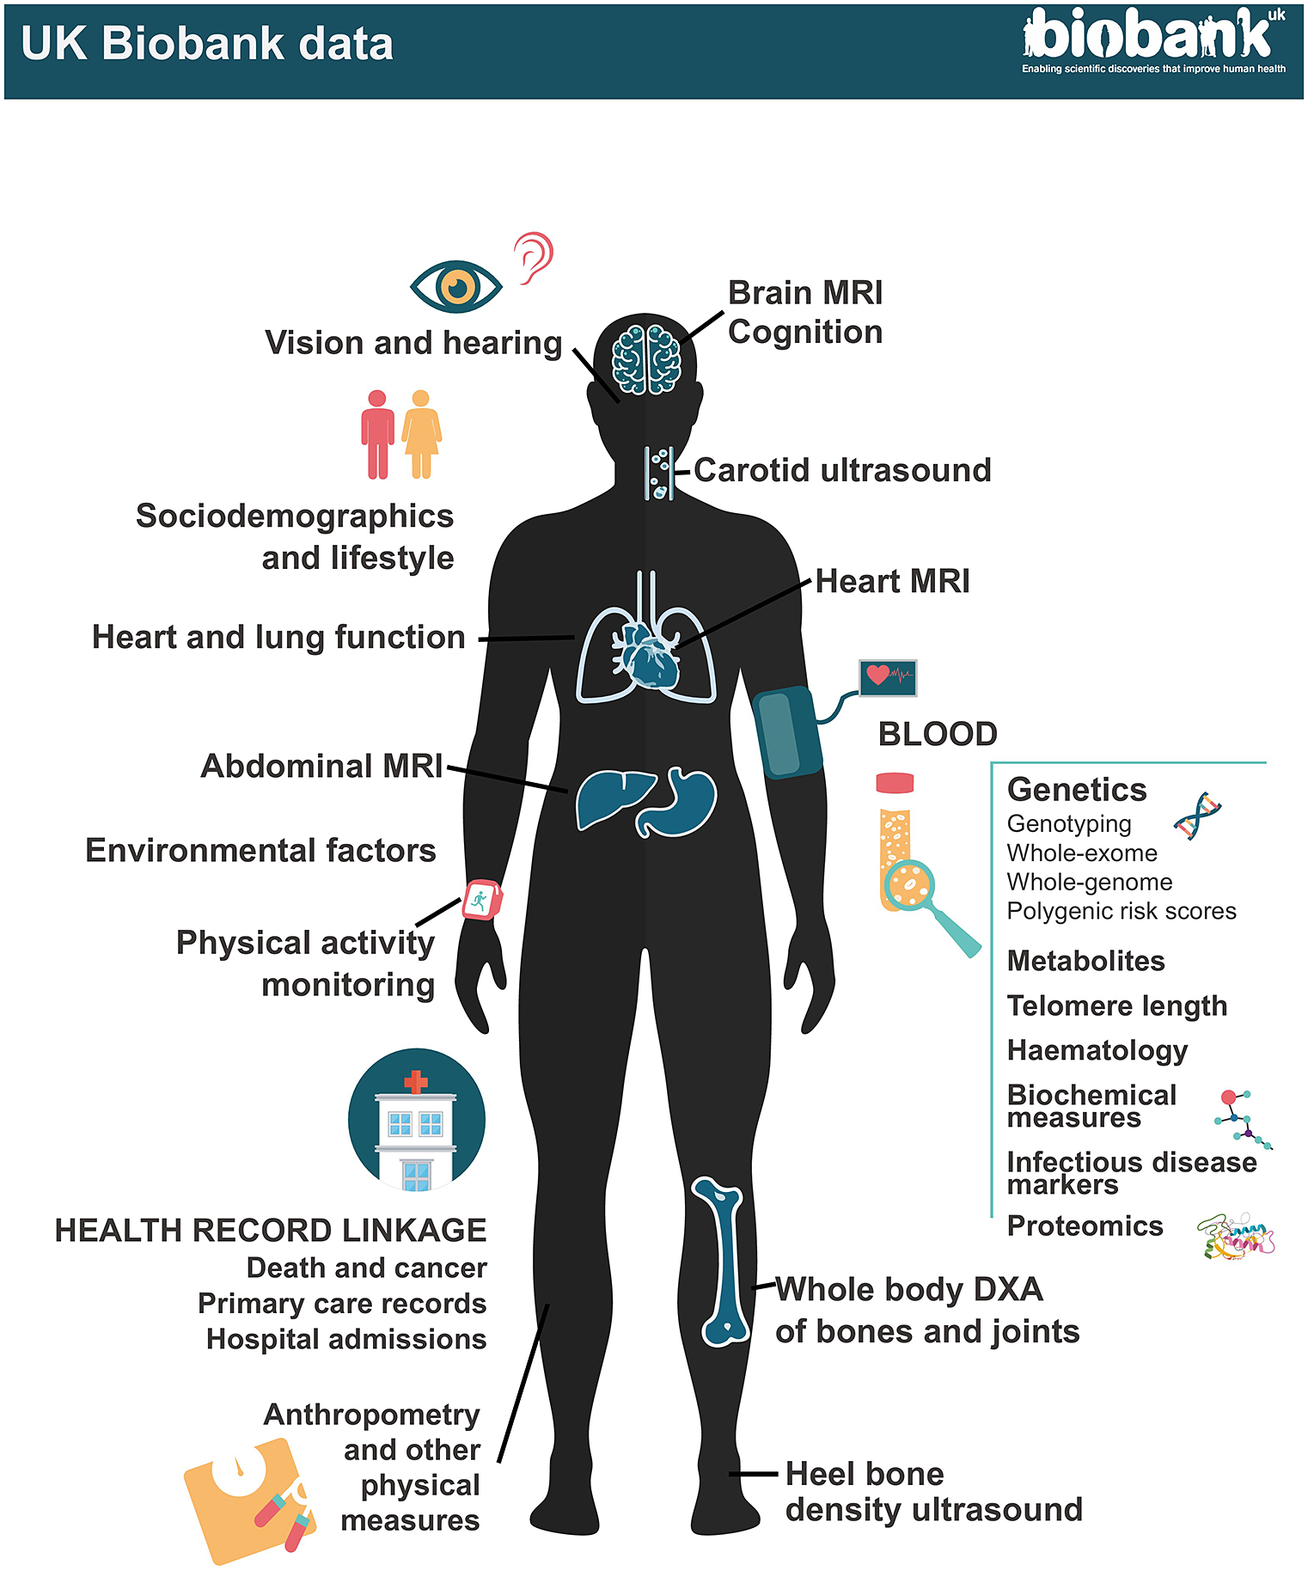 UK Biobank data
biobank uk
Enabling scientific discoveries that improve human health
Vision and hearing
Brain MRI
Cognition
Carotid ultrasound
Sociodemographics
and lifestyle
Heart MRI
Heart and lung function
Abdominal MRI
Environmental factors
Physical activity
monitoring
BLOOD
Genetics
Genotyping
Whole-exome
Whole-genome
Polygenic risk scores
Metabolites
Telomere length
Haematology
Biochemical
measures
Infectious disease
markers
Proteomics
HEALTH RECORD LINKAGE
Death and cancer
Primary care records
Hospital admissions
Whole body DXA
of bones and joints
Anthropometry
and other
physical
measures
Heel bone
density ultrasound